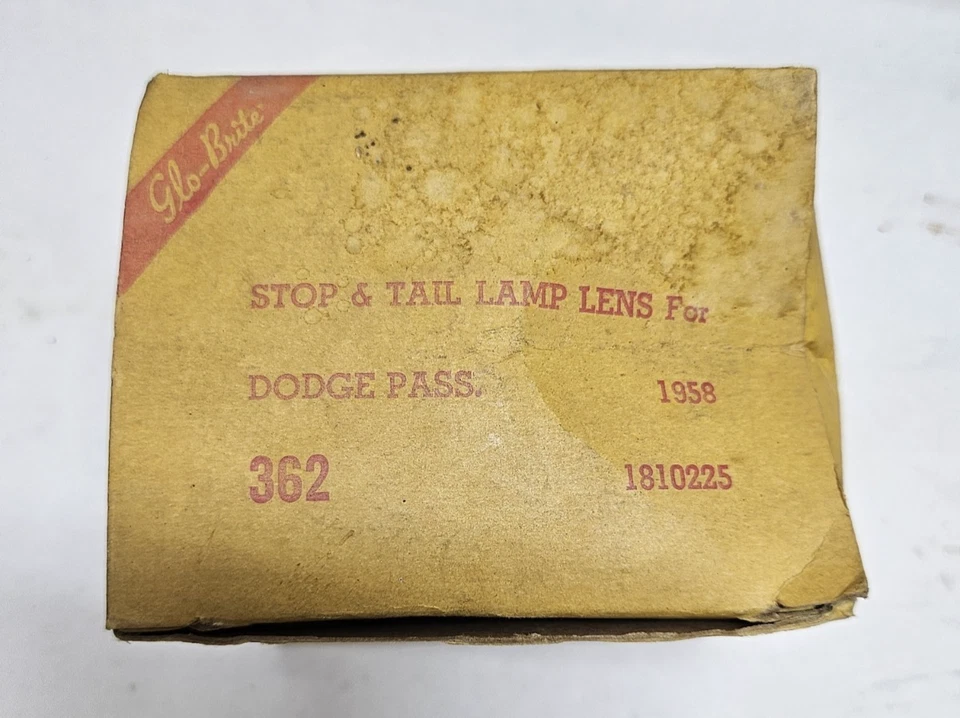 Glo-Brite
STOP & TAIL LAMP LENS For
DODGE PASS. 1958
362 1810225